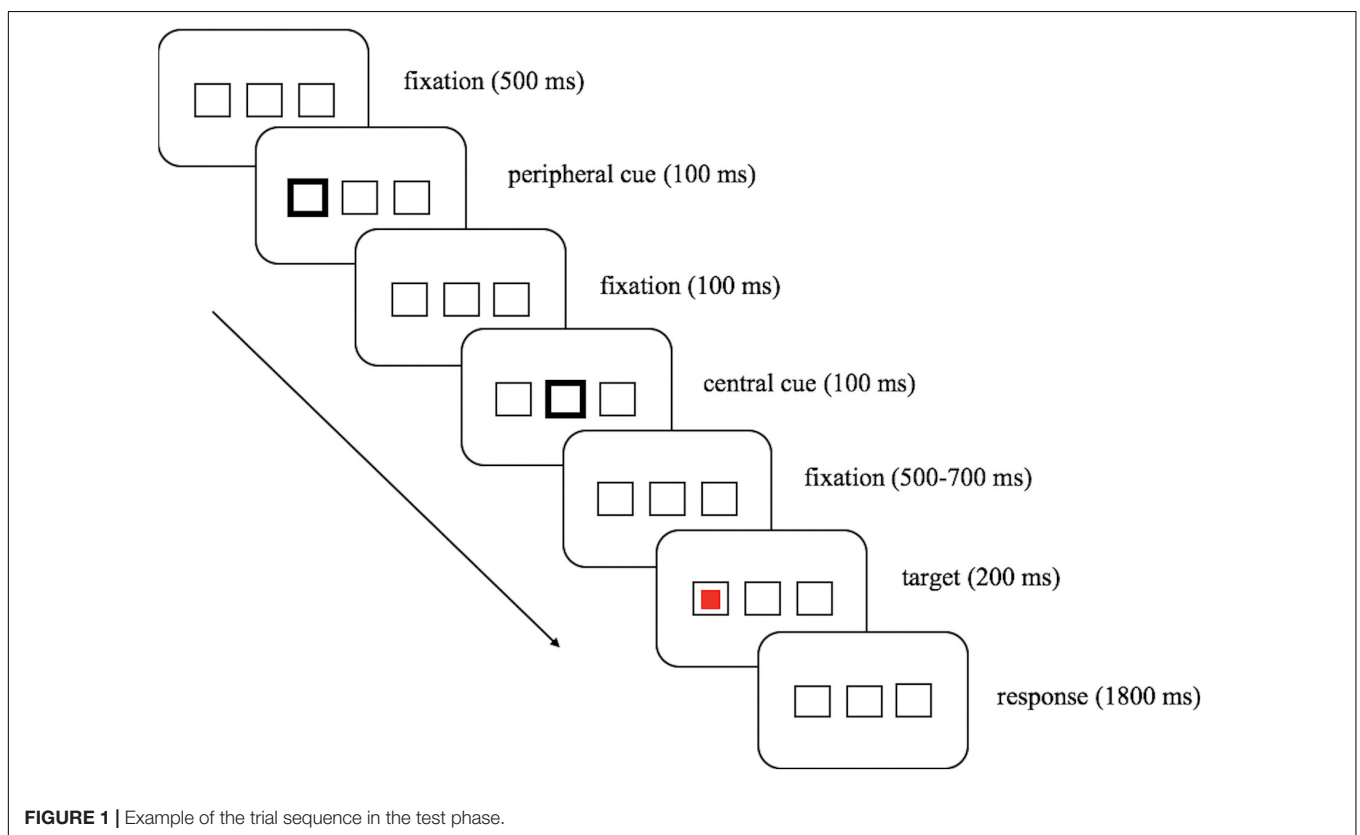 fixation (500 ms)
peripheral cue (100 ms)
fixation (100 ms)
central cue (100 ms)
fixation (500-700 ms)
target (200 ms)
response (1800 ms)
FIGURE 1 | Example of the trial sequence in the test phase.